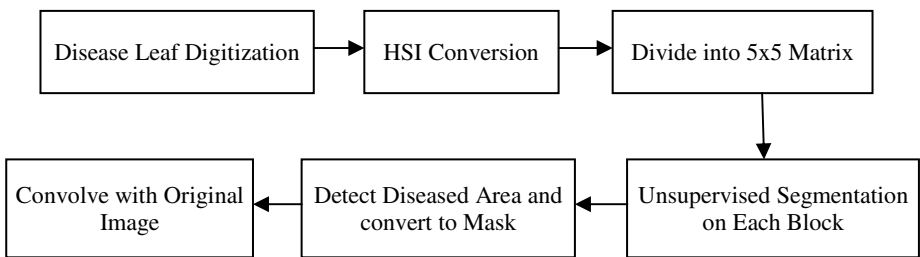 Disease Leaf Digitization
HSI Conversion
Divide into 5x5 Matrix
Unsupervised Segmentation
on Each Block
Detect Diseased Area and
convert to Mask
Convolve with Original
Image